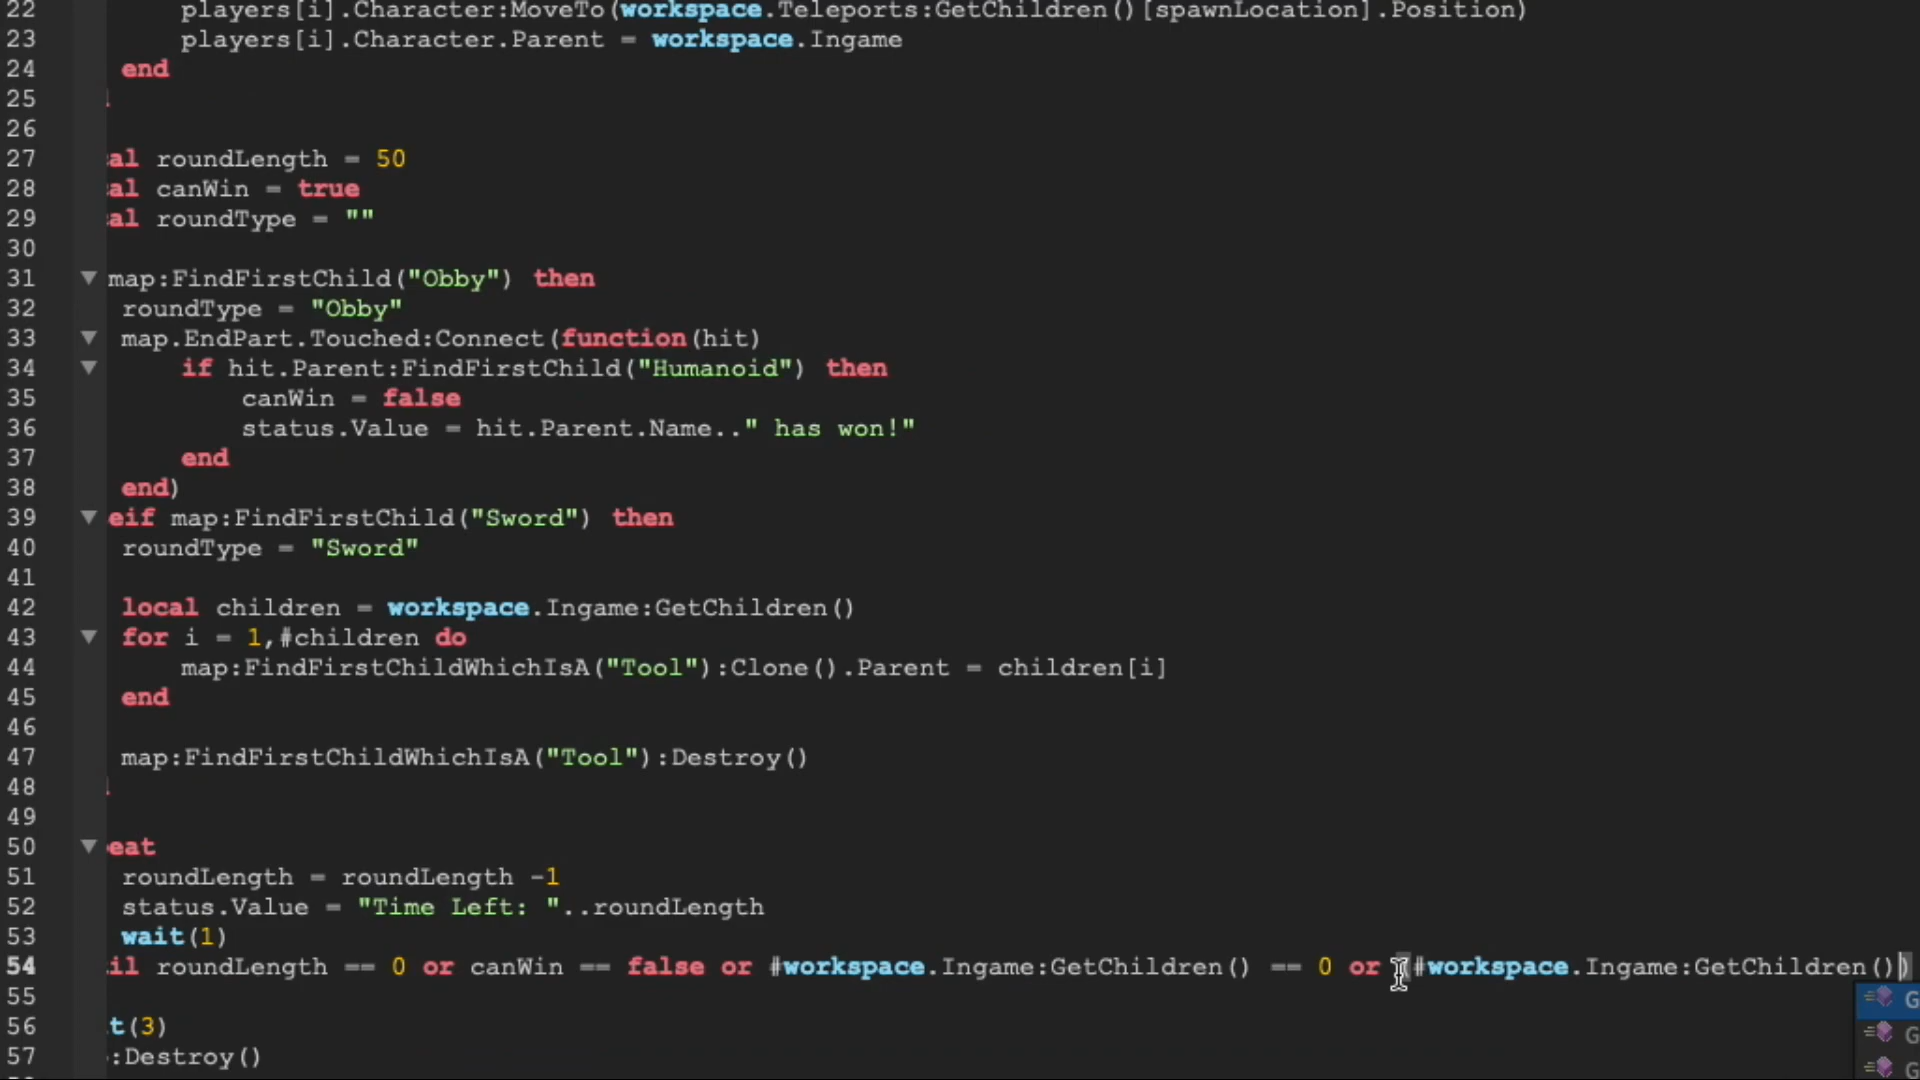 22 players[i].Character:MoveTo(workspace.Teleports:GetChildren()[spawnLocation].Position)
23 players[i].Character.Parent = workspace.Ingame
24 end
25
26
27 al roundLength = 50
28 al canWin = true
29 al roundType = ""
30
31 map:FindFirstChild("Obby") then
32 roundType = "Obby"
33 map.EndPart.Touched:Connect(function(hit)
34 if hit.Parent:FindFirstChild("Humanoid") then
35 canWin = false
36 status.Value = hit.Parent.Name.." has won!"
37 end
38 end)
39 eif map:FindFirstChild("Sword") then
40 roundType = "Sword"
41
42 local children = workspace.Ingame:GetChildren()
43 for i = 1,#children do
44 map:FindFirstChildWhichIsA("Tool"):Clone().Parent = children[i]
45 end
46
47 map:FindFirstChildWhichIsA("Tool"):Destroy()
48
49
50 eat
51 roundLength = roundLength -1
52 status.Value = "Time Left: "..roundLength
53 wait(1)
54 il roundLength == 0 or canWin == false or #workspace.Ingame:GetChildren() == 0 or (#workspace.Ingame:GetChildren())
55
G
56 t(3)
G
57 :Destroy()
G